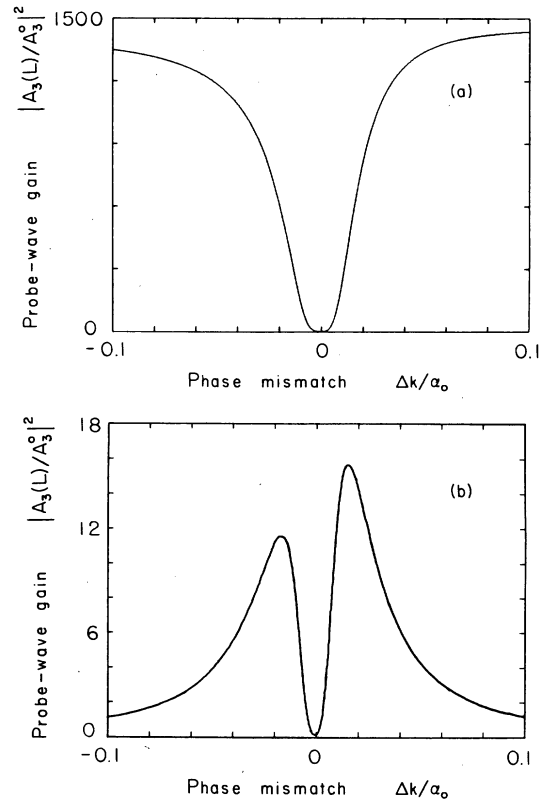 1500
|A₃(L)/A₃°|²
Probe-wave gain
(a)
0
-0.1 0 0.1
Phase mismatch Δk/α₀
18
|A₃(L)/A₃°|²
12
Probe-wave gain
(b)
6
0
-0.1 0 0.1
Phase mismatch Δk/α₀